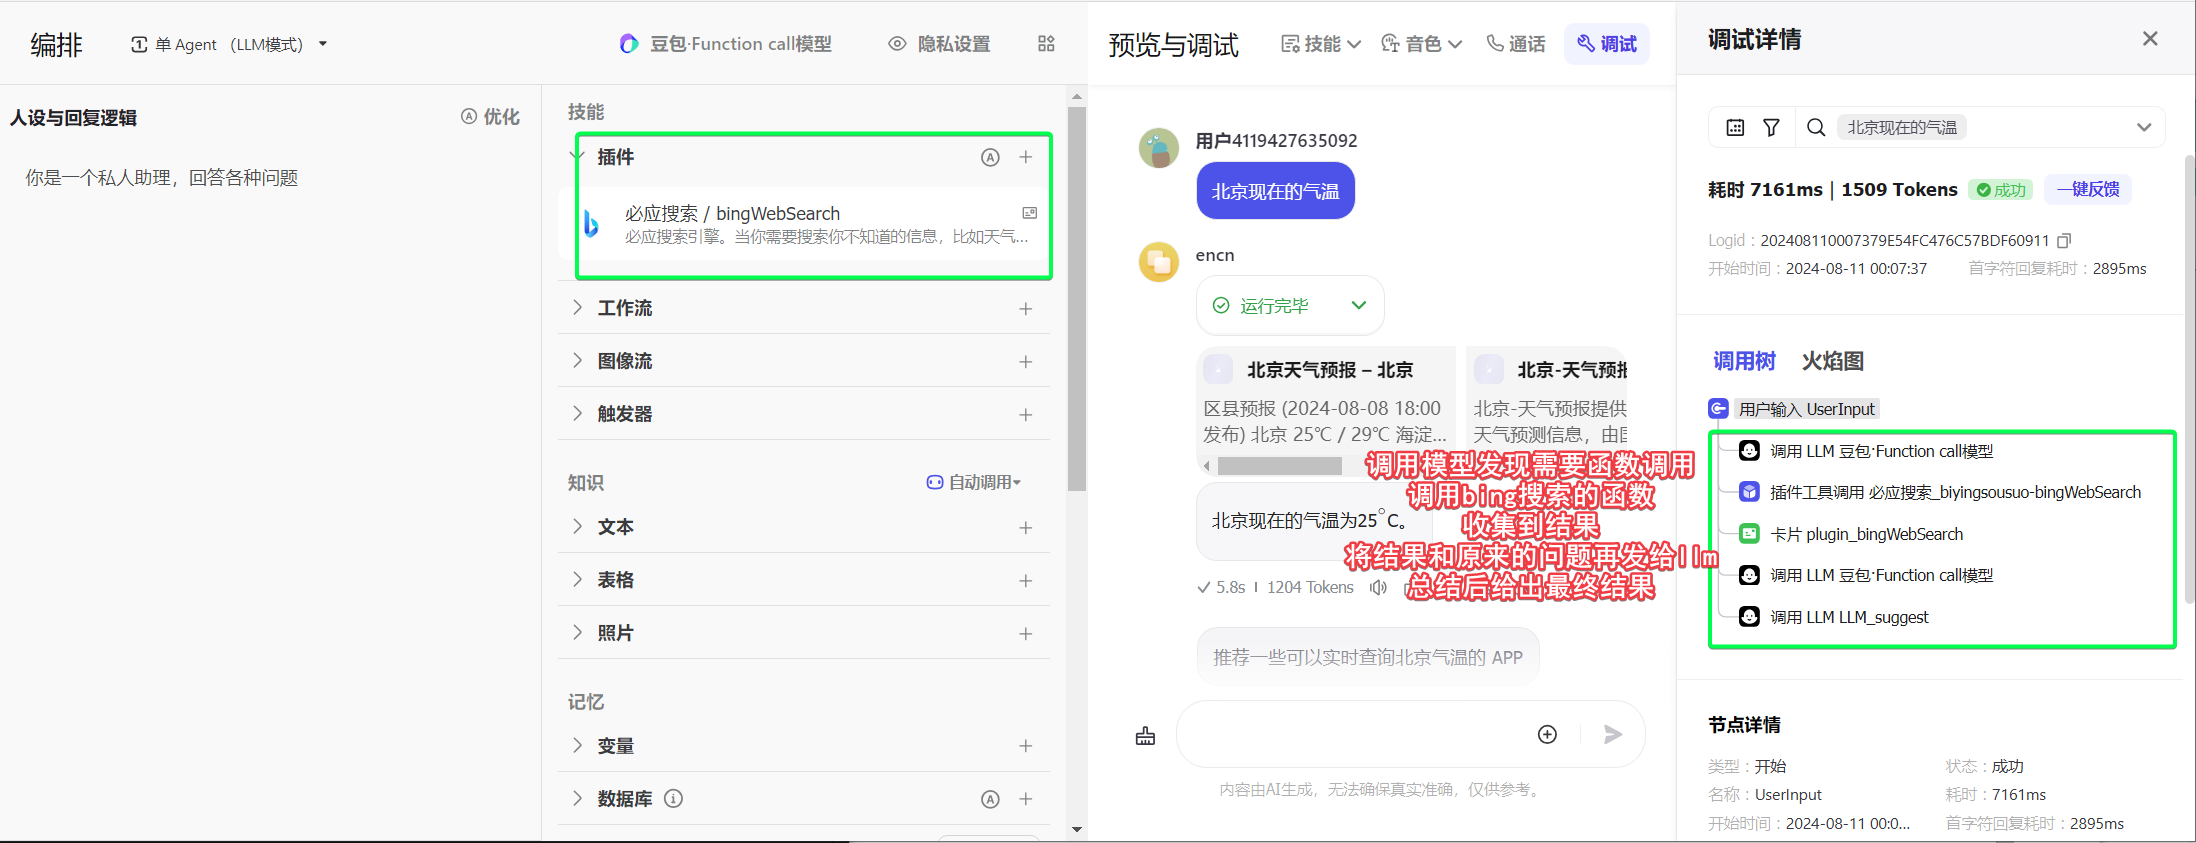 编排
单 Agent （LLM模式）
豆包·Function call模型
隐私设置
人设与回复逻辑
优化
你是一个私人助理，回答各种问题
技能
插件
必应搜索 / bingWebSearch
必应搜索引擎。当你需要搜索你不知道的信息，比如天气...
工作流
图像流
触发器
知识
自动调用
文本
表格
照片
记忆
变量
数据库
预览与调试
技能
音色
通话
调试
用户4119427635092
北京现在的气温
encn
运行完毕
北京天气预报 – 北京
区县预报 (2024-08-08 18:00
发布) 北京 25℃ / 29℃ 海淀...
北京-天气预报
北京-天气预报提供
天气预测信息，由
北京现在的气温为25°C。
5.8s
1204 Tokens
调用模型发现需要函数调用
调用bing搜索的函数
收集到结果
将结果和原来的问题再发给llm
总结后给出最终结果
推荐一些可以实时查询北京气温的 APP
内容由AI生成，无法确保真实准确，仅供参考。
调试详情
北京现在的气温
耗时 7161ms | 1509 Tokens
成功
一键反馈
Logid：202408110007379E54FC476C57BDF60911
开始时间：2024-08-11 00:07:37
首字符回复耗时：2895ms
调用树
火焰图
用户输入 UserInput
调用 LLM 豆包·Function call模型
插件工具调用 必应搜索_biyingsousuo-bingWebSearch
卡片 plugin_bingWebSearch
调用 LLM 豆包·Function call模型
调用 LLM LLM_suggest
节点详情
类型：开始
状态：成功
名称：UserInput
耗时：7161ms
开始时间：2024-08-11 00:0...
首字符回复耗时：2895ms